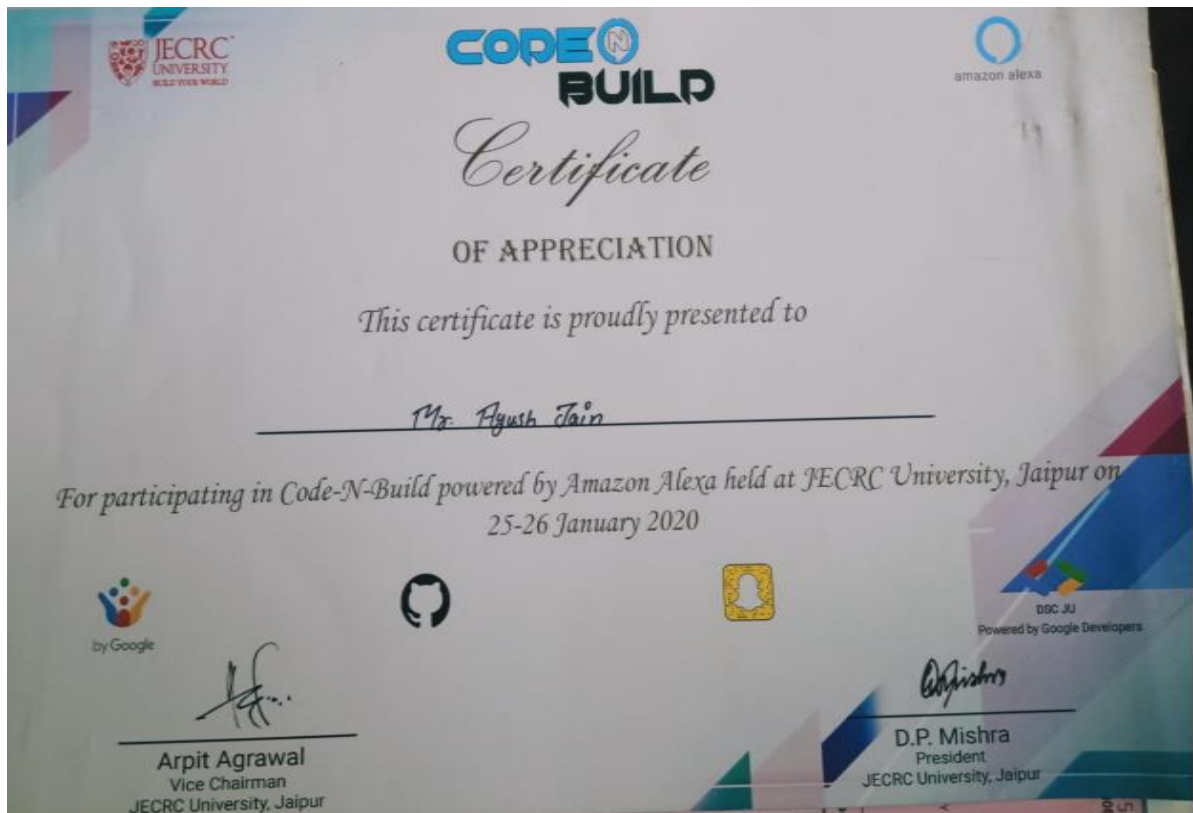 JECRC
UNIVERSITY
BUILD YOUR WORLD
CODE N
BUILD
amazon alexa
Certificate
OF APPRECIATION
This certificate is proudly presented to
Mr. Ayush Jain
For participating in Code-N-Build powered by Amazon Alexa held at JECRC University, Jaipur on
25-26 January 2020
by Google
DSC JU
Powered by Google Developers
Arpit Agrawal
Vice Chairman
JECRC University, Jaipur
D.P. Mishra
President
JECRC University, Jaipur